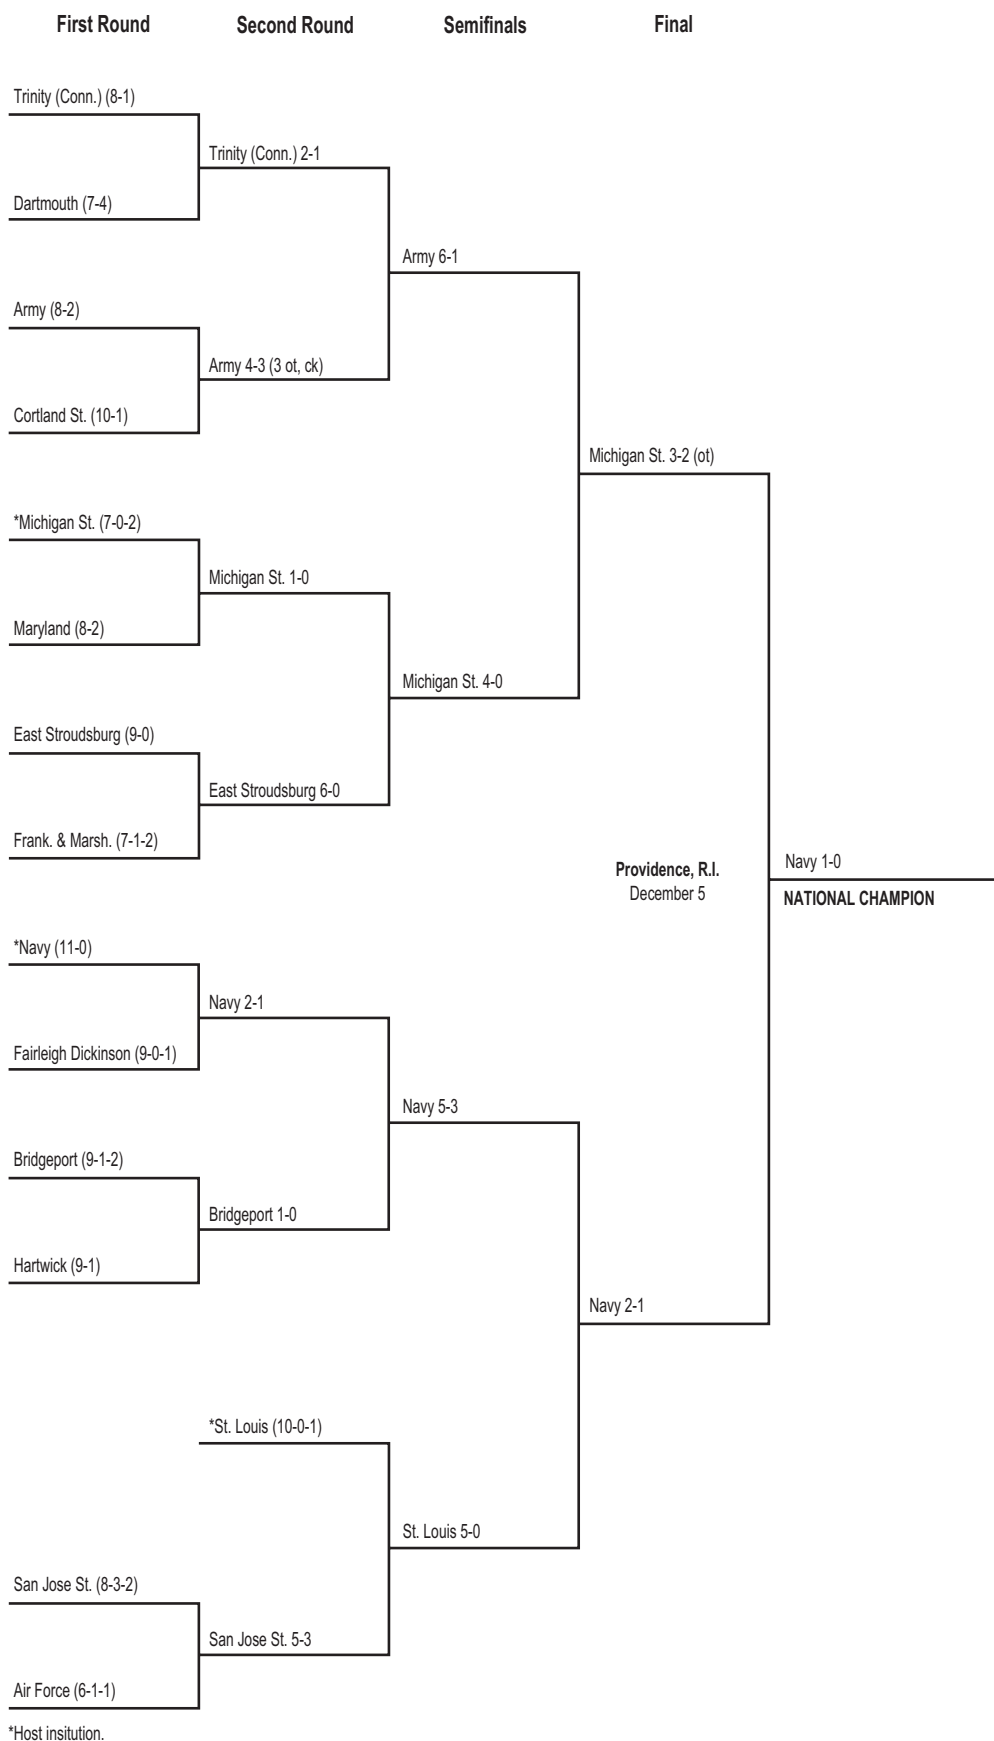 First Round
Second Round
Semifinals
Final
Trinity (Conn.) (8-1)
Trinity (Conn.) 2-1
Dartmouth (7-4)
Army 6-1
Army (8-2)
Army 4-3 (3 ot, ck)
Cortland St. (10-1)
Michigan St. 3-2 (ot)
*Michigan St. (7-0-2)
Michigan St. 1-0
Maryland (8-2)
Michigan St. 4-0
East Stroudsburg (9-0)
East Stroudsburg 6-0
Frank. & Marsh. (7-1-2)
Providence, R.I.
December 5
Navy 1-0
NATIONAL CHAMPION
*Navy (11-0)
Navy 2-1
Fairleigh Dickinson (9-0-1)
Navy 5-3
Bridgeport (9-1-2)
Bridgeport 1-0
Hartwick (9-1)
Navy 2-1
*St. Louis (10-0-1)
St. Louis 5-0
San Jose St. (8-3-2)
San Jose St. 5-3
Air Force (6-1-1)
*Host insitution.